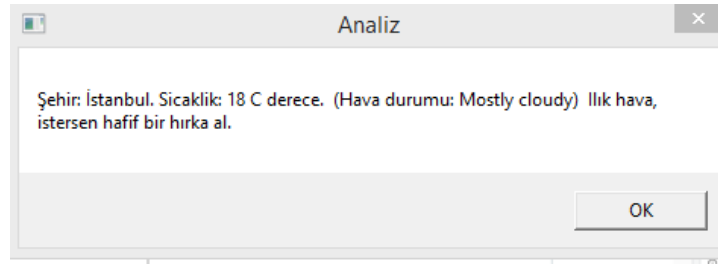 Analiz
Şehir: İstanbul. Sicaklik: 18 C derece.  (Hava durumu: Mostly cloudy)  Ilık hava,
istersen hafif bir hırka al.
OK